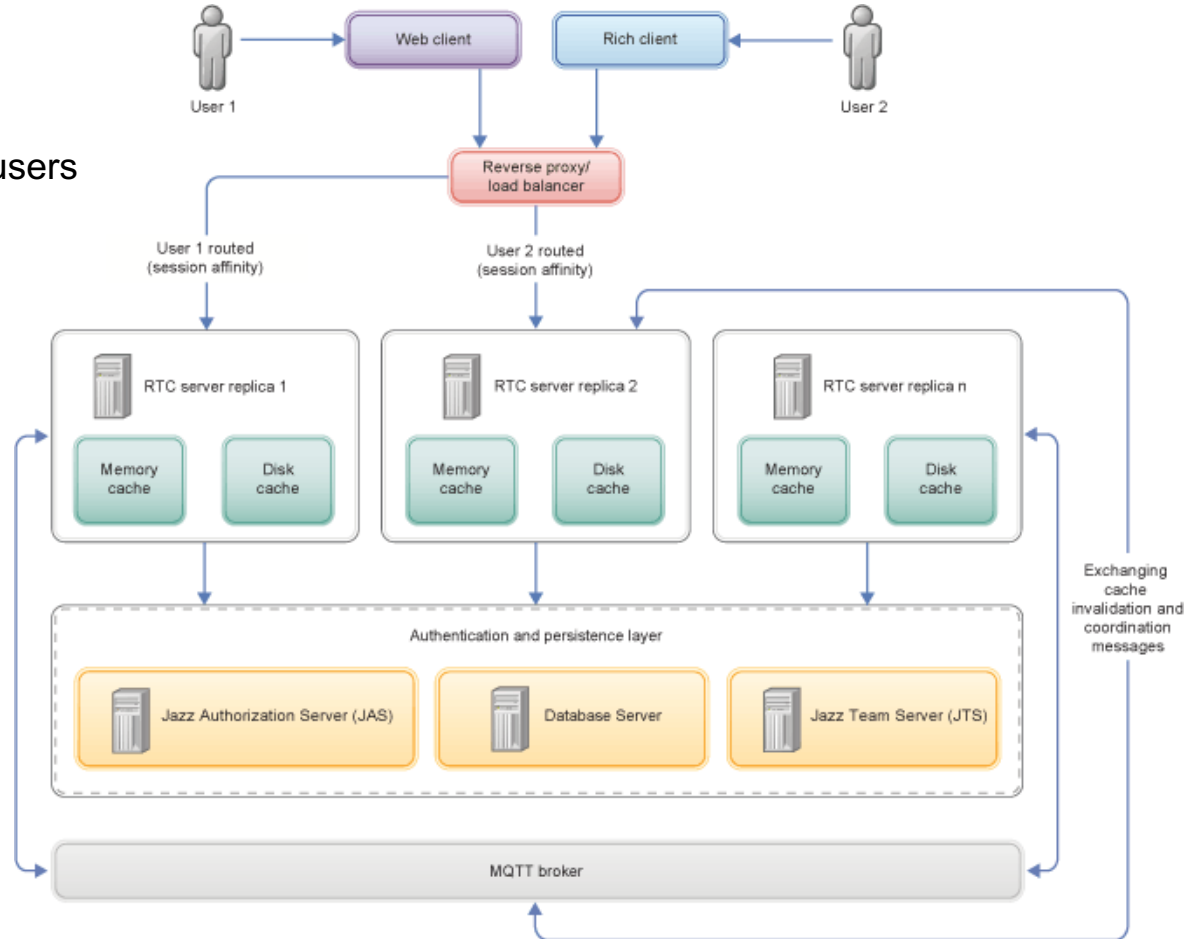 Web client
Rich client
User 1
User 2
users
Reverse proxy/
load balancer
User 1 routed
(session affinity)
User 2 routed
(session affinity)
RTC server replica 1
RTC server replica 2
RTC server replica n
Memory
cache
Disk
cache
Memory
cache
Disk
cache
Memory
cache
Disk
cache
Exchanging
cache
invalidation and
coordination
messages
Authentication and persistence layer
Jazz Authorization Server (JAS)
Database Server
Jazz Team Server (JTS)
MQTT broker